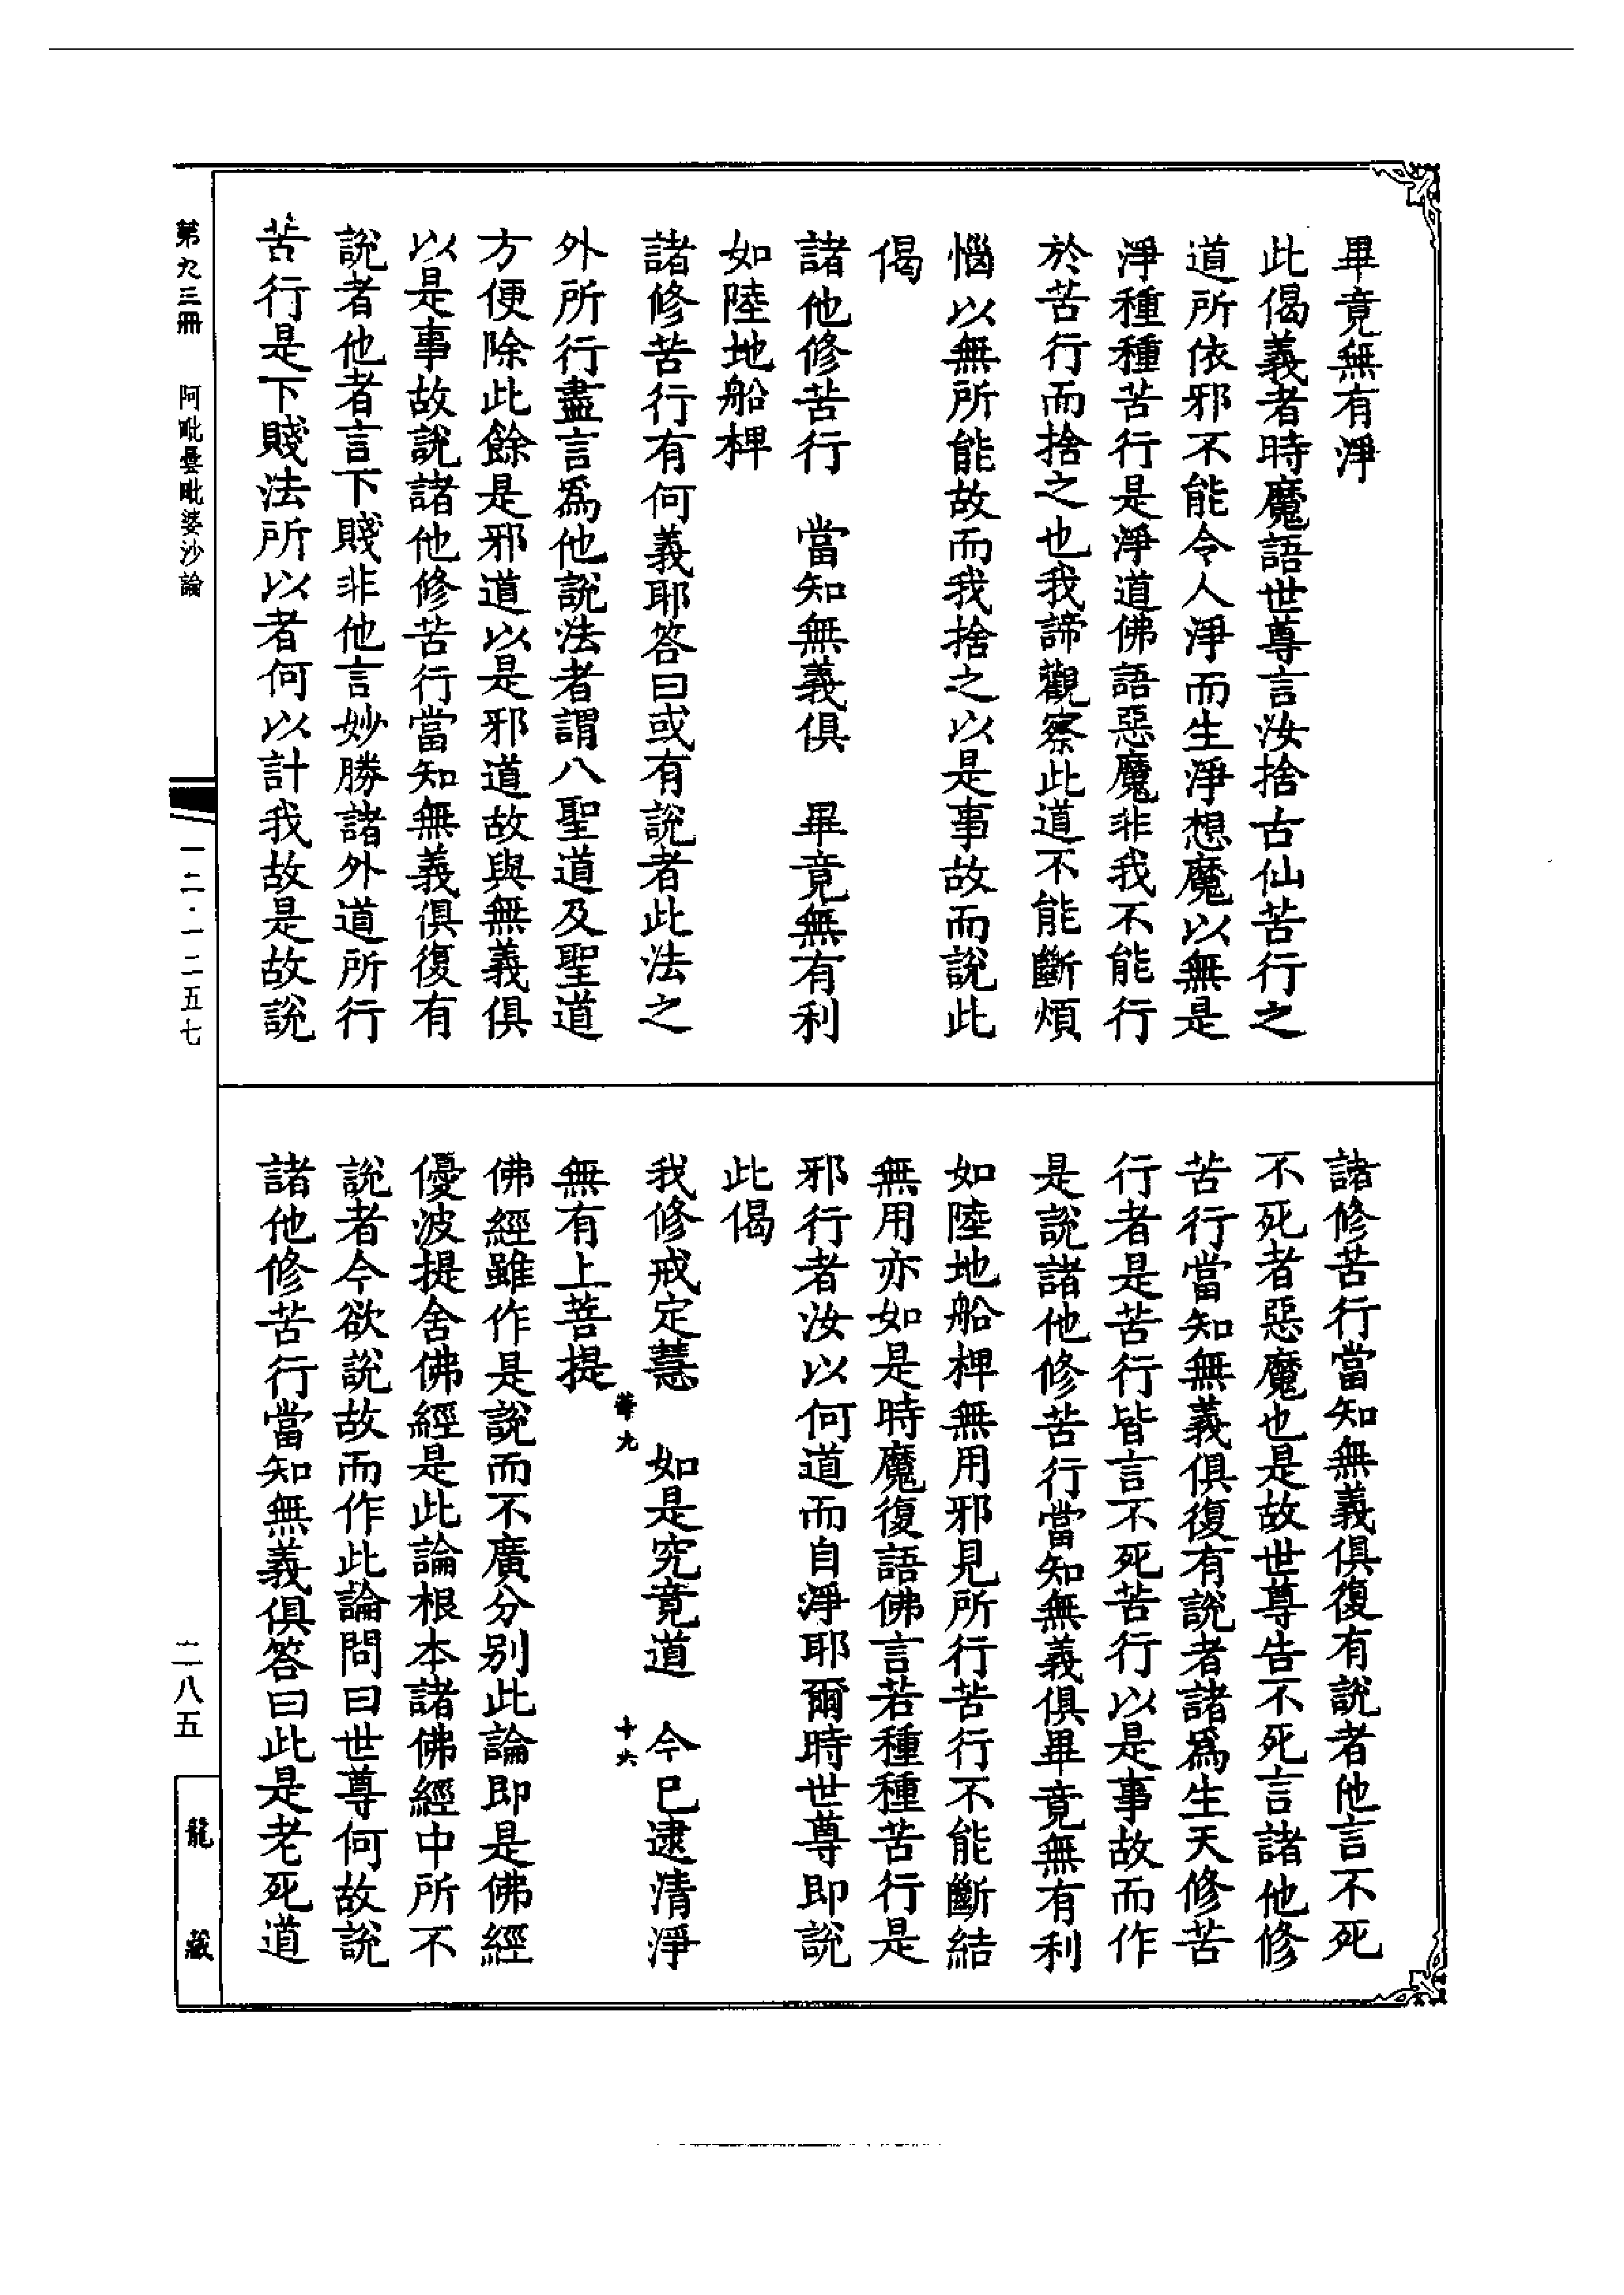 畢竟無有淨
此偈義者時魔語世尊言汝捨古仙苦行之
道所依邪不能令人淨而生淨想魔以無是
淨種種苦行是淨道佛語惡魔非我不能行
於苦行而捨之也我諦觀察此道不能斷煩
惱以無所能故而我捨之以是事故而說此
偈
諸他修苦行　當知無義俱　畢竟無有利
如陸地船椑
諸修苦行有何義耶答曰或有說者此法之
外所行盡言爲他說法者謂八聖道及聖道
方便除此餘是邪道以是邪道故與無義俱
以是事故說諸他修苦行當知無義俱復有
說者他者言下賤非他言妙勝諸外道所行
苦行是下賤法所以者何以計我故是故說
諸修苦行當知無義俱復有說者他言不死
不死者惡魔也是故世尊告不死言諸他修
苦行當知無義俱復有說者諸爲生天修苦
行者是苦行皆言不死苦行以是事故而作
是說諸他修苦行當知無義俱畢竟無有利
如陸地船椑無用邪見所行苦行不能斷結
無用亦如是時魔復語佛言若種種苦行是
邪行者汝以何道而自淨耶爾時世尊即說
此偈
我修戒定慧　如是究竟道　今已逮清淨
無有上菩提
佛經雖作是說而不廣分別此論即是佛經
優波提舍佛經是此論根本諸佛經中所不
說者今欲說故而作此論問曰世尊何故說
諸他修苦行當知無義俱答曰此是老死道
九
十六
第九三冊　阿毗曇毗婆沙論
一二·一二五七
二八五
龍藏